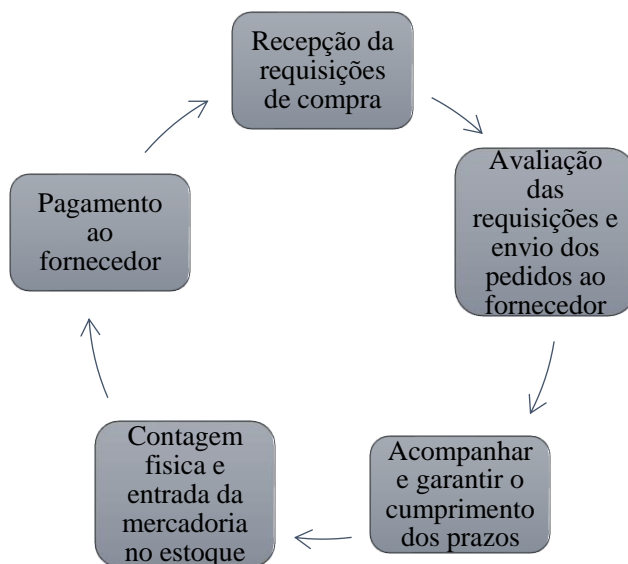 Recepção da
requisições
de compra
Avaliação
das
requisições e
envio dos
pedidos ao
fornecedor
Acompanhar
e garantir o
cumprimento
dos prazos
Contagem
fisica e
entrada da
mercadoria
no estoque
Pagamento
ao
fornecedor